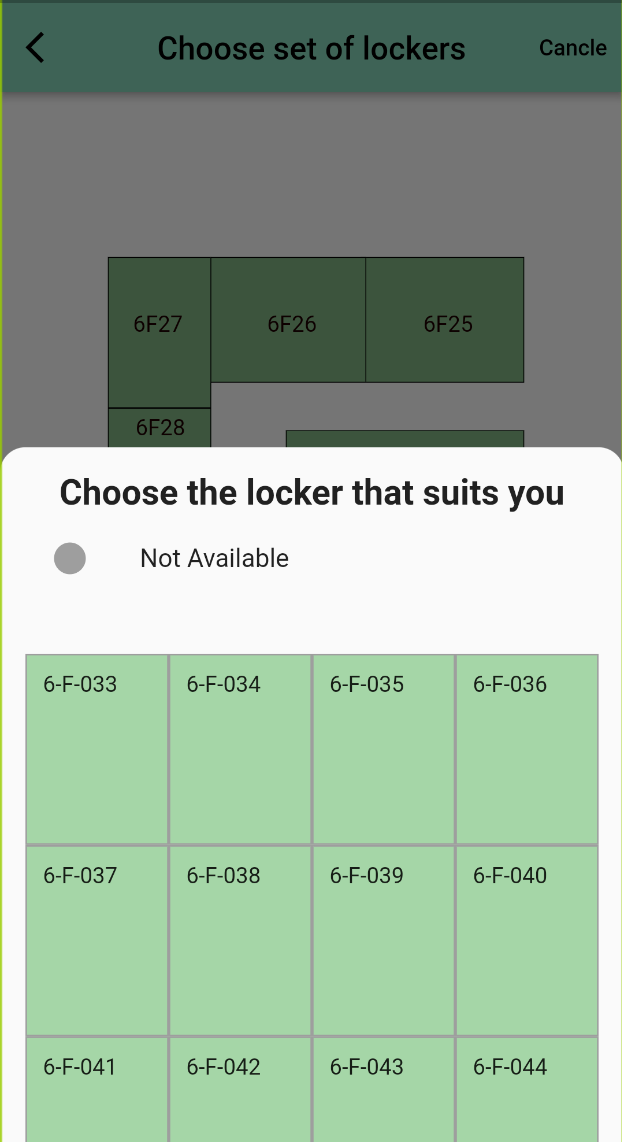 Choose set of lockers Cancle
6F27 6F26 6F25
6F28
Choose the locker that suits you
Not Available
6-F-033 6-F-034 6-F-035 6-F-036
6-F-037 6-F-038 6-F-039 6-F-040
6-F-041 6-F-042 6-F-043 6-F-044